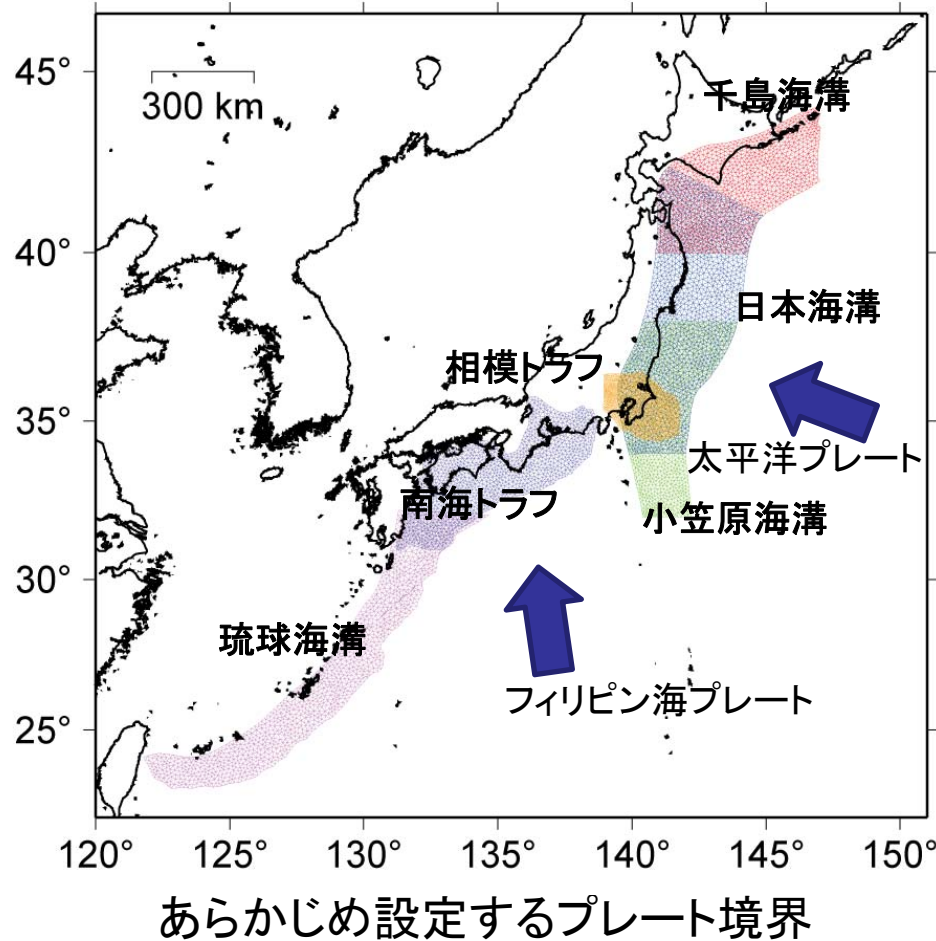 45°
300 km
千島海溝
40°
日本海溝
相模トラフ
35°
太平洋プレート
南海トラフ
小笠原海溝
30°
琉球海溝
フィリピン海プレート
25°
120° 125° 130° 135° 140° 145° 150°
あらかじめ設定するプレート境界